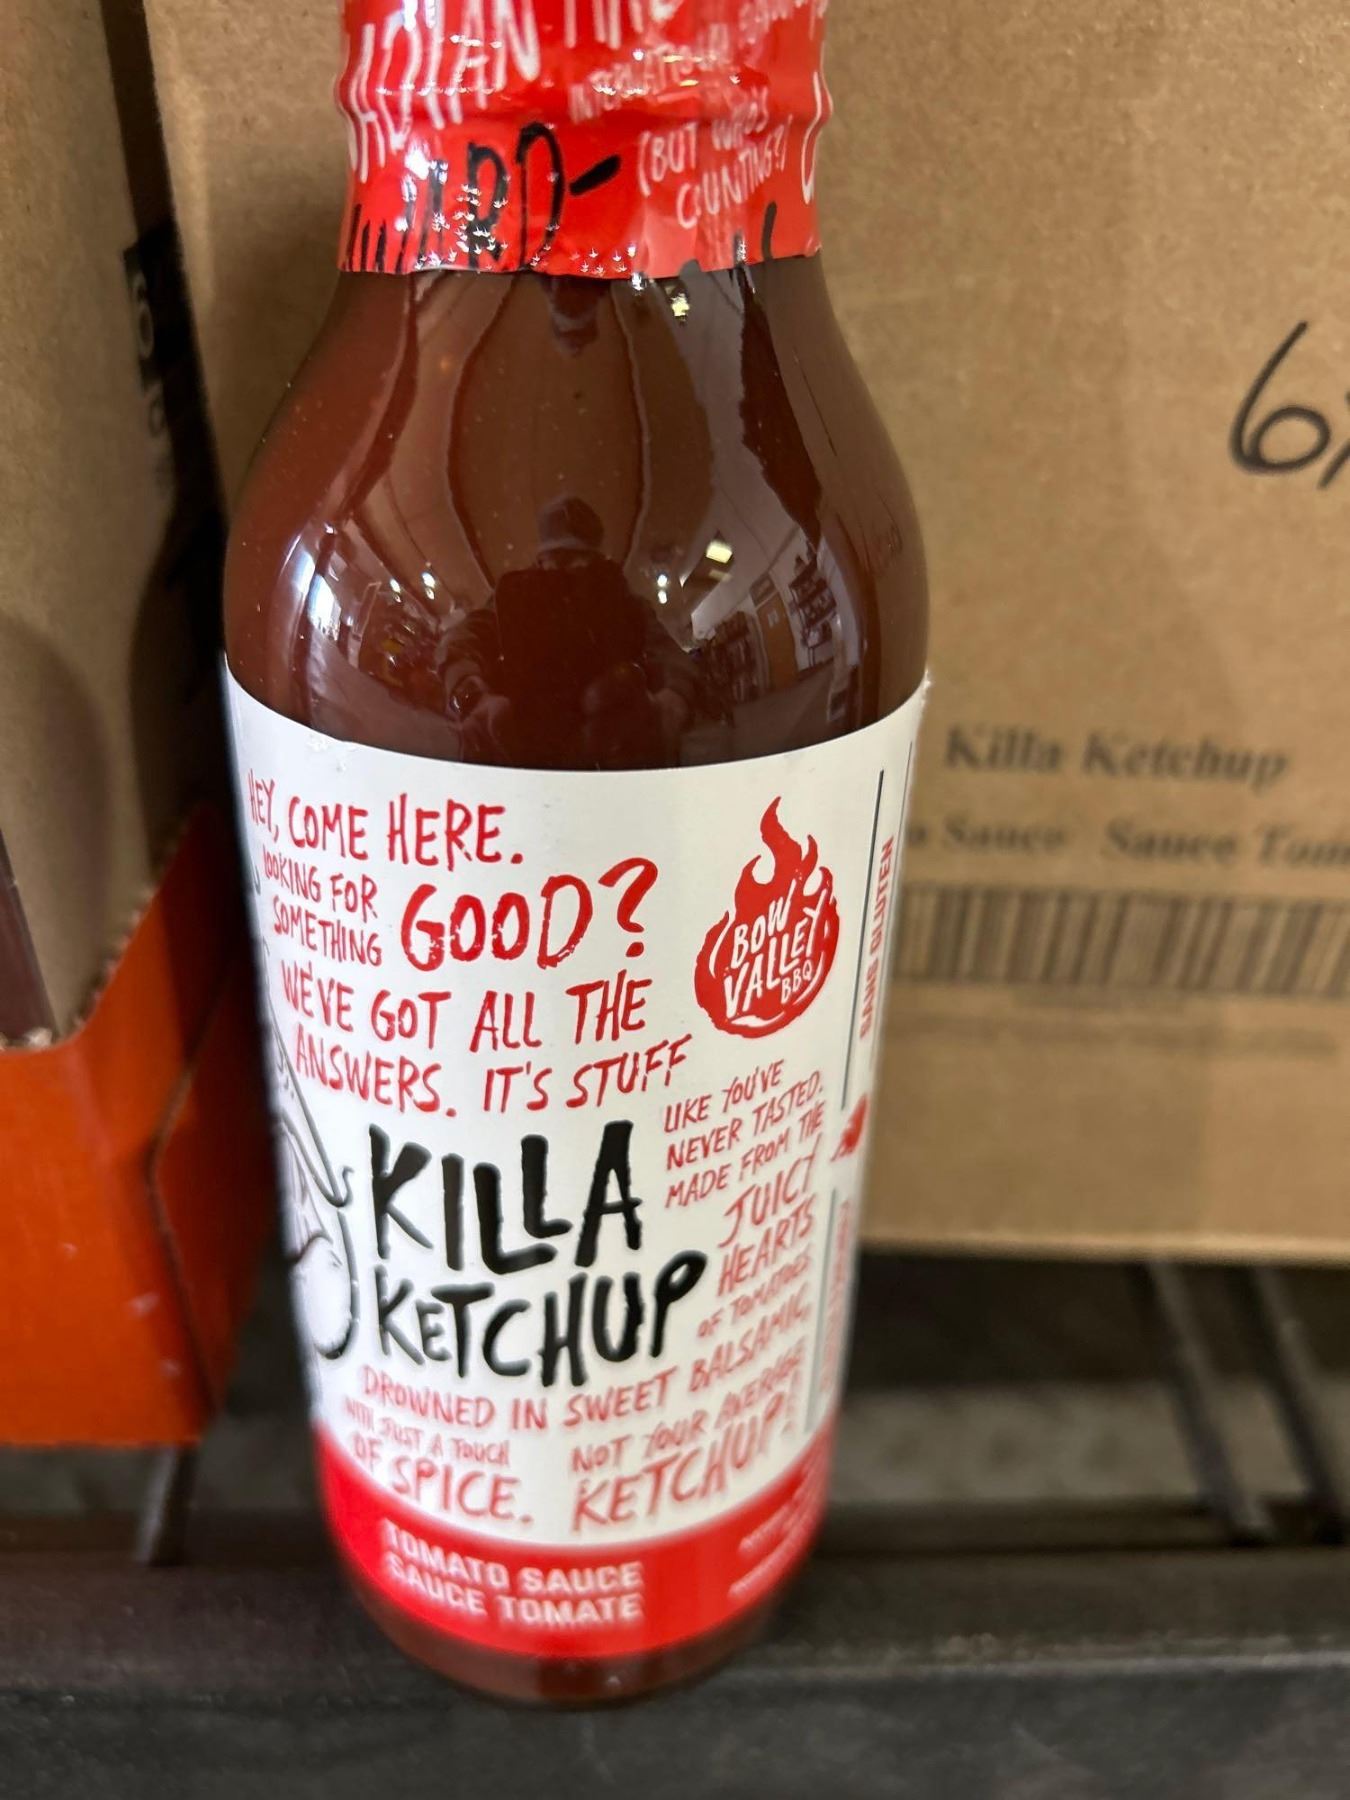 (BUT WHO'S
COUNTING?)
6
HEY, COME HERE.
LOOKING FOR
SOMETHING
GOOD?
WE'VE GOT ALL THE
ANSWERS. IT'S STUFF
KILLA
KETCHUP
LIKE YOU'VE
NEVER TASTED.
MADE FROM THE
JUICY
HEARTS
OF TOMATOES
DROWNED IN SWEET BALSAMIC,
WITH JUST A TOUCH
OF SPICE.
NOT YOUR AVERAGE
KETCHUP!
BOW
VALLEY
BBQ
SANS GLUTEN
TOMATO SAUCE
SAUCE TOMATE
Killa Ketchup
Sauce Sauce